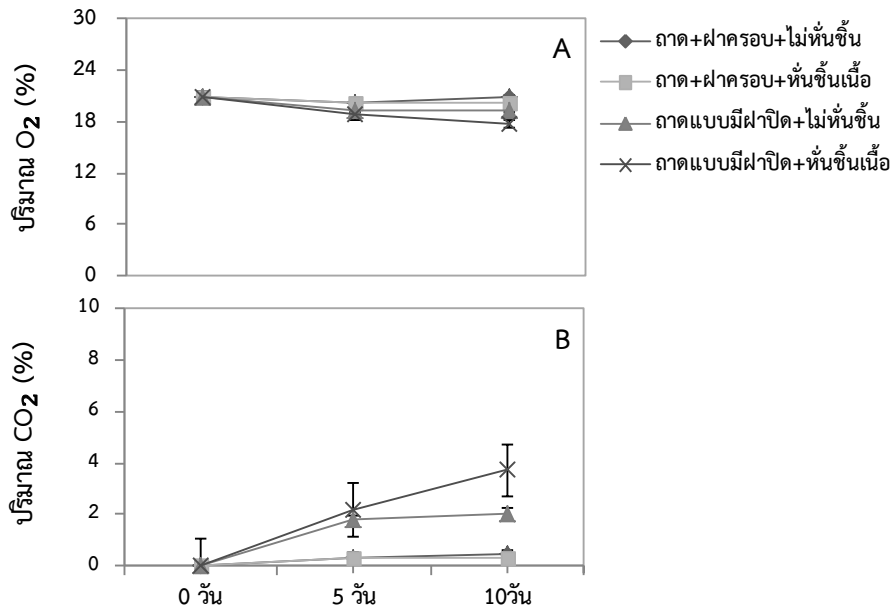 30
24
18
12
6
0
ปริมาณ O2 (%)
A
ถาด+ฝาครอบ+ไม่หั่นชิ้น
ถาด+ฝาครอบ+หั่นชิ้นเนื้อ
ถาดแบบมีฝาปิด+ไม่หั่นชิ้น
ถาดแบบมีฝาปิด+หั่นชิ้นเนื้อ
10
8
6
4
2
0
ปริมาณ CO2 (%)
B
0 วัน
5 วัน
10วัน